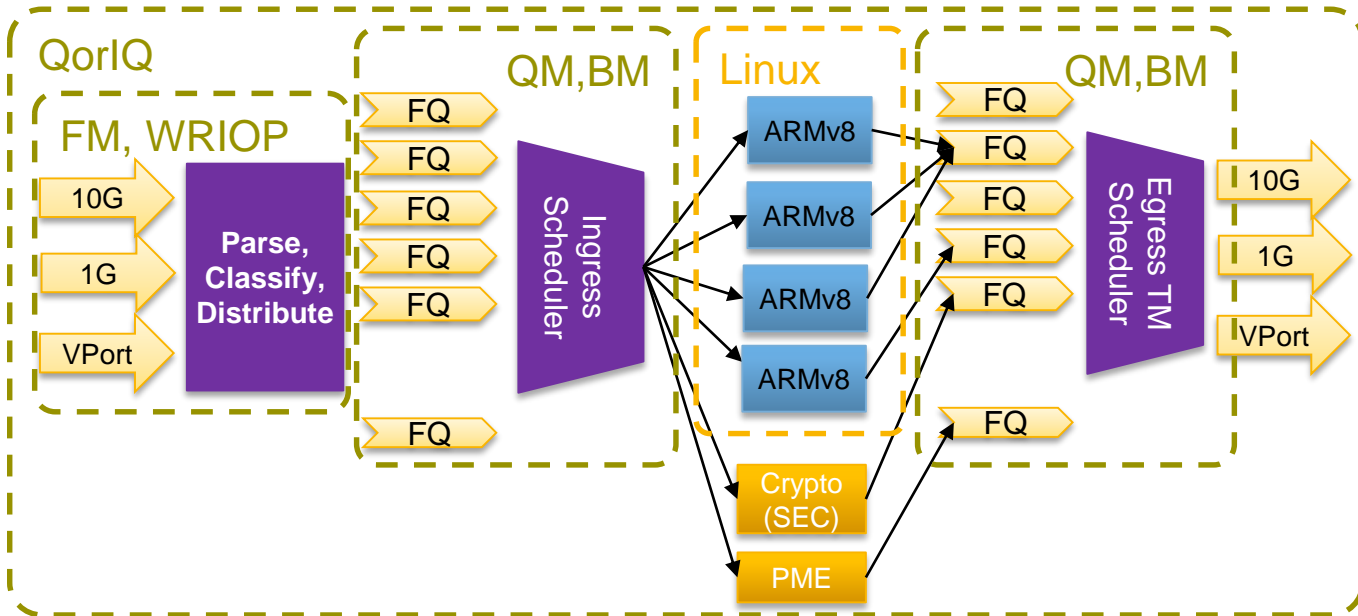 QorIQ
FM, WRIOP
10G
1G
VPort
Parse,
Classify,
Distribute
QM,BM
FQ
FQ
FQ
FQ
FQ
FQ
Ingress
Scheduler
Linux
ARMv8
ARMv8
ARMv8
ARMv8
Crypto
(SEC)
PME
QM,BM
FQ
FQ
FQ
FQ
FQ
FQ
Egress TM
Scheduler
10G
1G
VPort